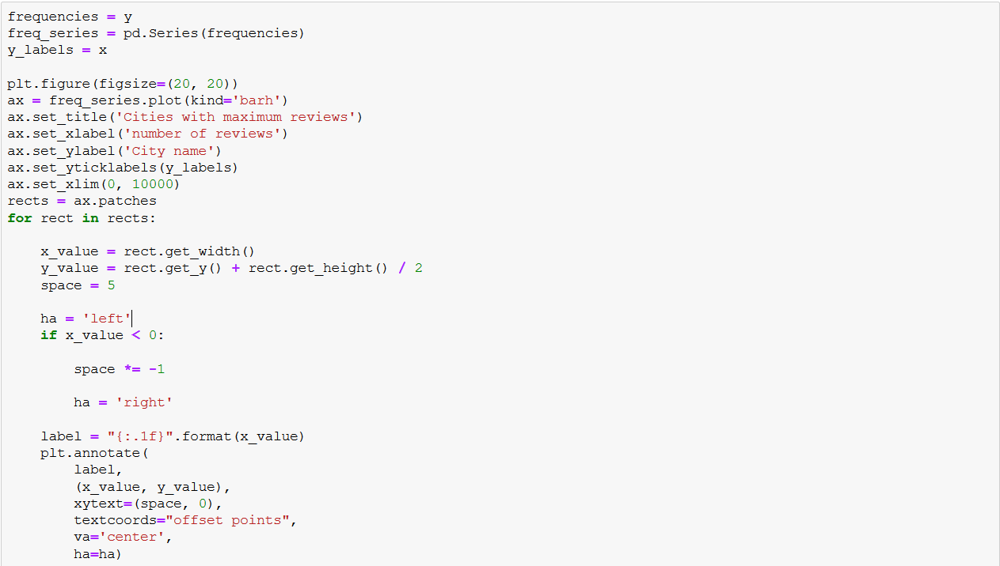 frequencies = y
freq_series = pd.Series(frequencies)
y_labels = x

plt.figure(figsize=(20, 20))
ax = freq_series.plot(kind='barh')
ax.set_title('Cities with maximum reviews')
ax.set_xlabel('number of reviews')
ax.set_ylabel('City name')
ax.set_yticklabels(y_labels)
ax.set_xlim(0, 10000)
rects = ax.patches
for rect in rects:

    x_value = rect.get_width()
    y_value = rect.get_y() + rect.get_height() / 2
    space = 5

    ha = 'left'
    if x_value < 0:

        space *= -1

        ha = 'right'

    label = "{:.1f}".format(x_value)
    plt.annotate(
        label,
        (x_value, y_value),
        xytext=(space, 0),
        textcoords="offset points",
        va='center',
        ha=ha)